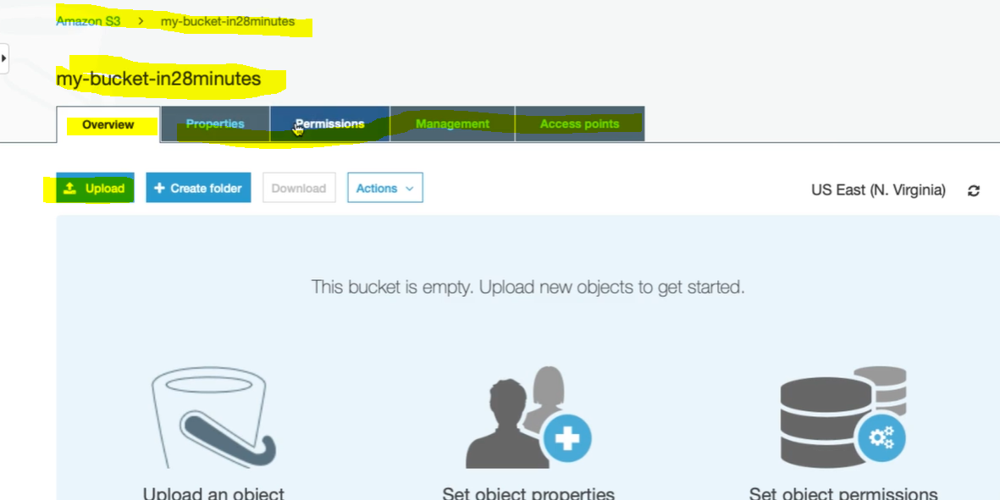 Amazon S3 > my-bucket-in28minutes
my-bucket-in28minutes
Overview Properties Permissions Management Access points
Upload + Create folder Download Actions US East (N. Virginia)
This bucket is empty. Upload new objects to get started.
Upload an object Set object properties Set object permissions